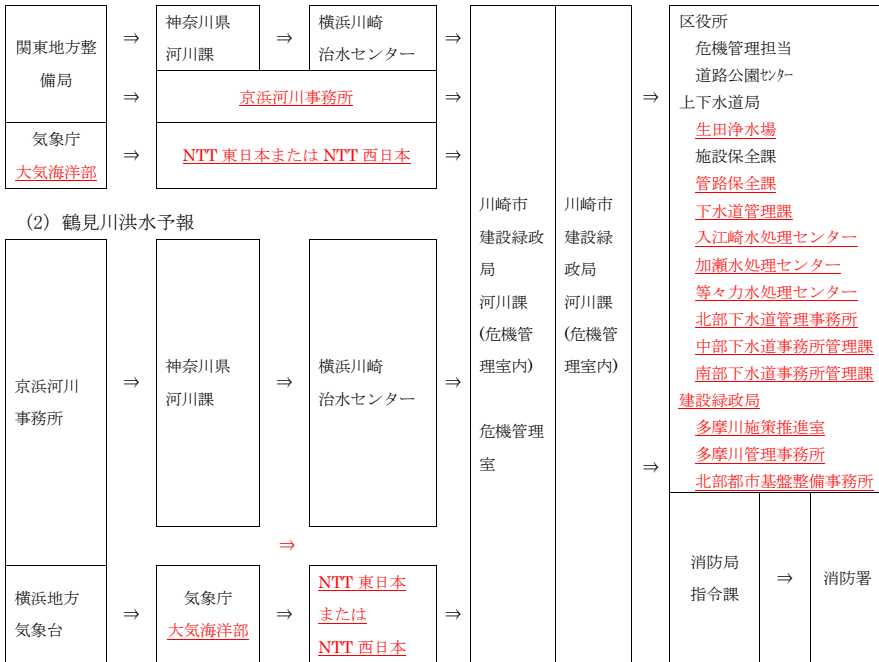 関東地方整
備局
⇒
神奈川県
河川課
⇒
横浜川崎
治水センター
⇒
⇒
京浜河川事務所
⇒
気象庁
大気海洋部
⇒
NTT 東日本または NTT 西日本
⇒
(2) 鶴見川洪水予報
京浜河川
事務所
⇒
神奈川県
河川課
⇒
横浜川崎
治水センター
⇒
⇒
横浜地方
気象台
⇒
気象庁
大気海洋部
⇒
NTT 東日本
または
NTT 西日本
⇒
川崎市
建設緑政
局
河川課
(危機管
理室内)
危機管理
室
川崎市
建設緑
政局
河川課
(危機管
理室内)
⇒
⇒
区役所
危機管理担当
道路公園ｾﾝﾀｰ
上下水道局
生田浄水場
施設保全課
管路保全課
下水道管理課
入江崎水処理センター
加瀬水処理センター
等々力水処理センター
北部下水道管理事務所
中部下水道事務所管理課
南部下水道事務所管理課
建設緑政局
多摩川施策推進室
多摩川管理事務所
北部都市基盤整備事務所
消防局
指令課
⇒
消防署